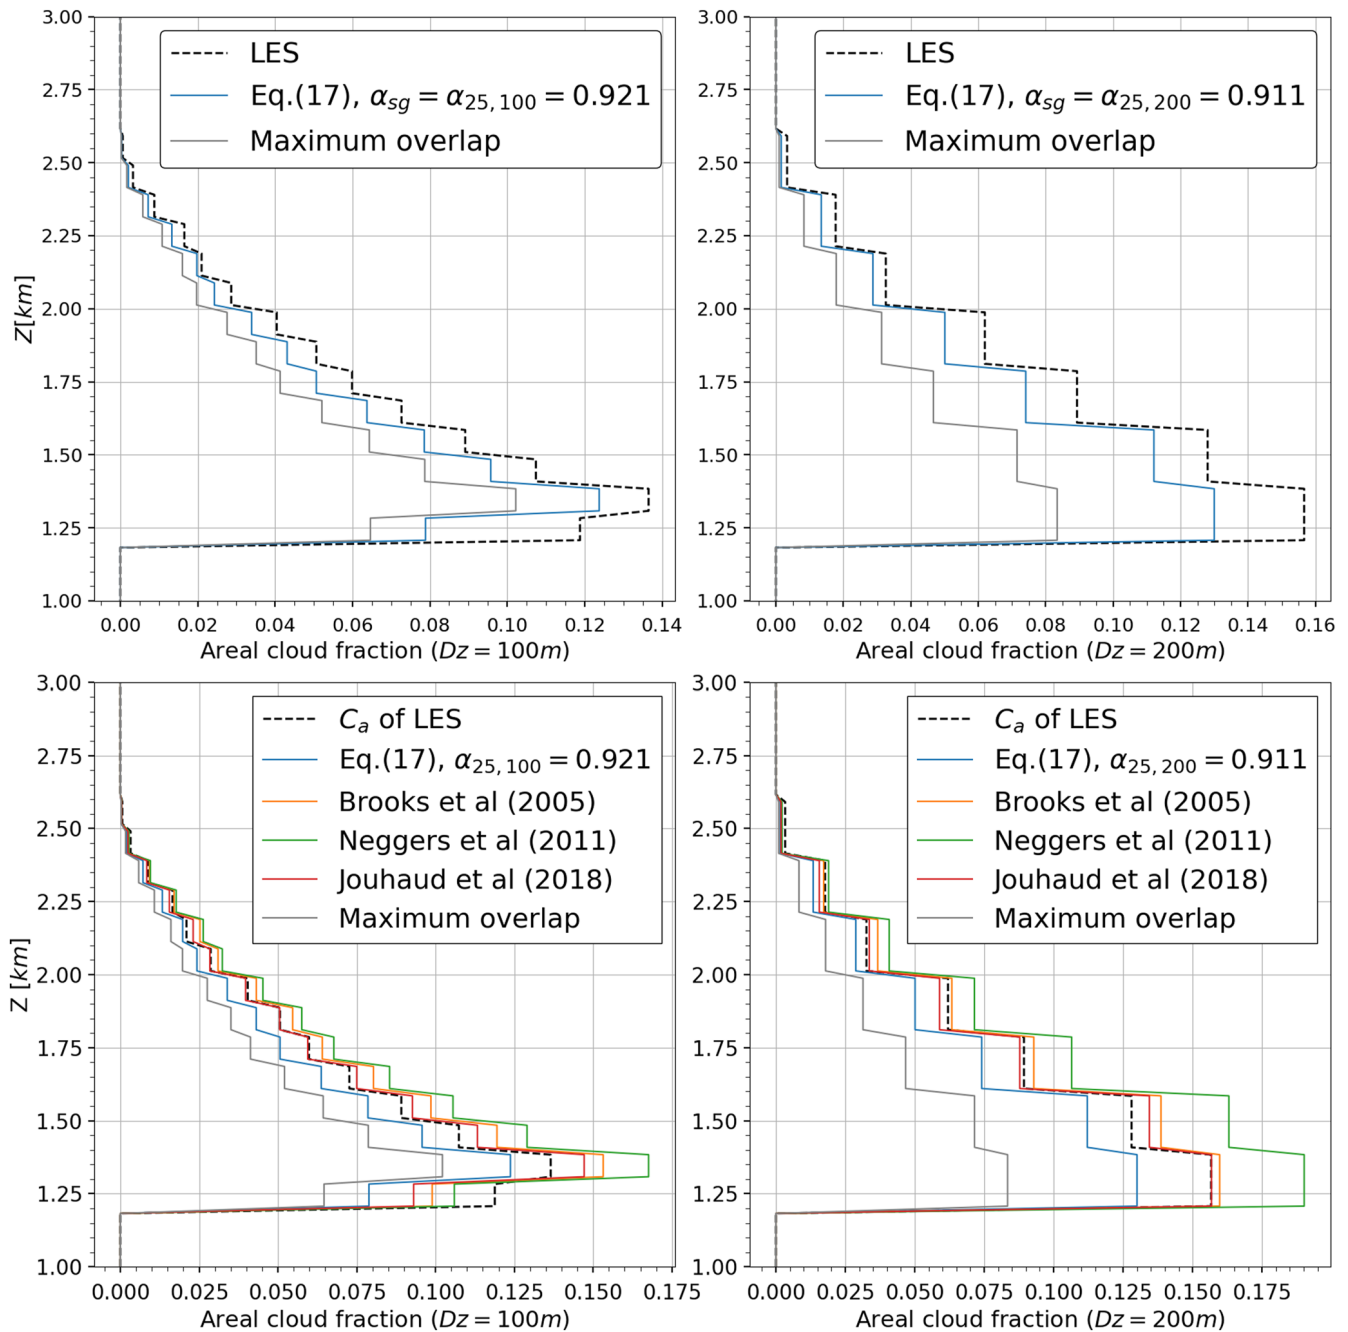 3.00
2.75
2.50
2.25
2.00
1.75
1.50
1.25
1.00
Z[km]
LES
Eq.(17), αsg = α25, 100 = 0.921
Maximum overlap
0.00 0.02 0.04 0.06 0.08 0.10 0.12 0.14
Areal cloud fraction (Dz = 100m)
3.00
2.75
2.50
2.25
2.00
1.75
1.50
1.25
1.00
LES
Eq.(17), αsg = α25, 200 = 0.911
Maximum overlap
0.00 0.02 0.04 0.06 0.08 0.10 0.12 0.14 0.16
Areal cloud fraction (Dz = 200m)
3.00
2.75
2.50
2.25
2.00
1.75
1.50
1.25
1.00
Z [km]
Ca of LES
Eq.(17), α25, 100 = 0.921
Brooks et al (2005)
Neggers et al (2011)
Jouhaud et al (2018)
Maximum overlap
0.000 0.025 0.050 0.075 0.100 0.125 0.150 0.175
Areal cloud fraction (Dz = 100m)
3.00
2.75
2.50
2.25
2.00
1.75
1.50
1.25
1.00
Ca of LES
Eq.(17), α25, 200 = 0.911
Brooks et al (2005)
Neggers et al (2011)
Jouhaud et al (2018)
Maximum overlap
0.000 0.025 0.050 0.075 0.100 0.125 0.150 0.175
Areal cloud fraction (Dz = 200m)